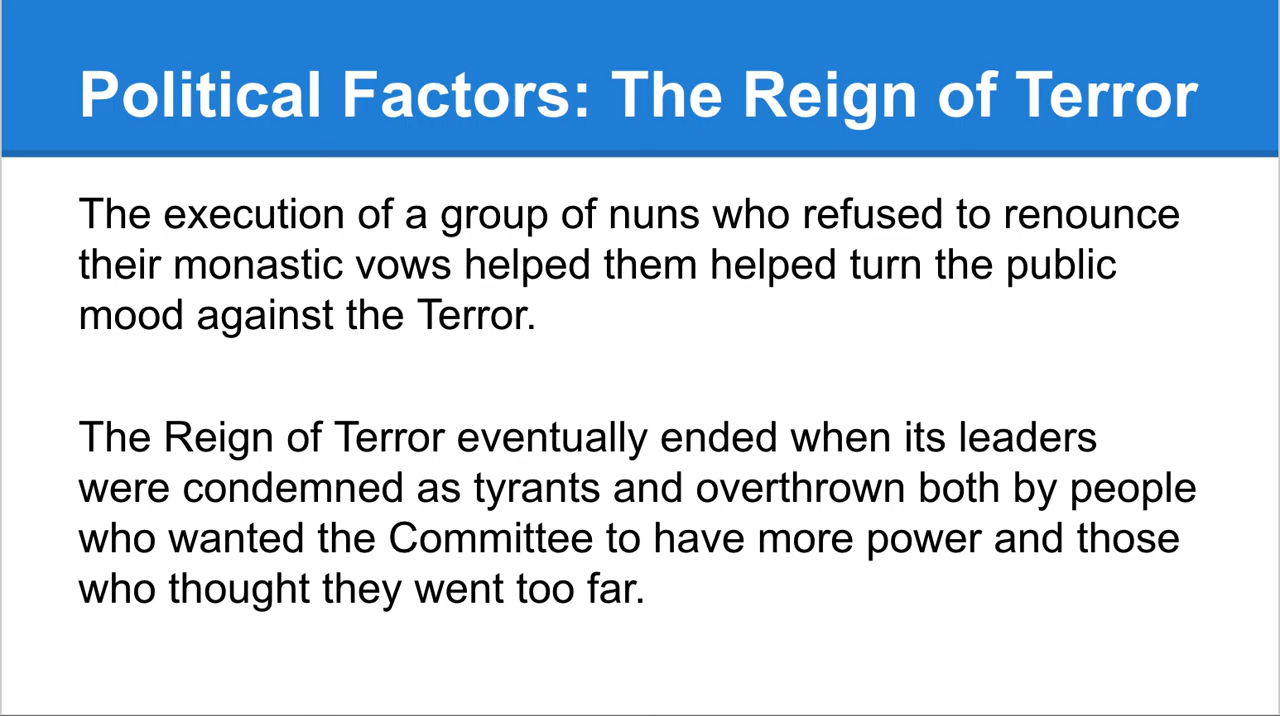 Political Factors: The Reign of Terror
The execution of a group of nuns who refused to renounce
their monastic vows helped them helped turn the public
mood against the Terror.
The Reign of Terror eventually ended when its leaders
were condemned as tyrants and overthrown both by people
who wanted the Committee to have more power and those
who thought they went too far.